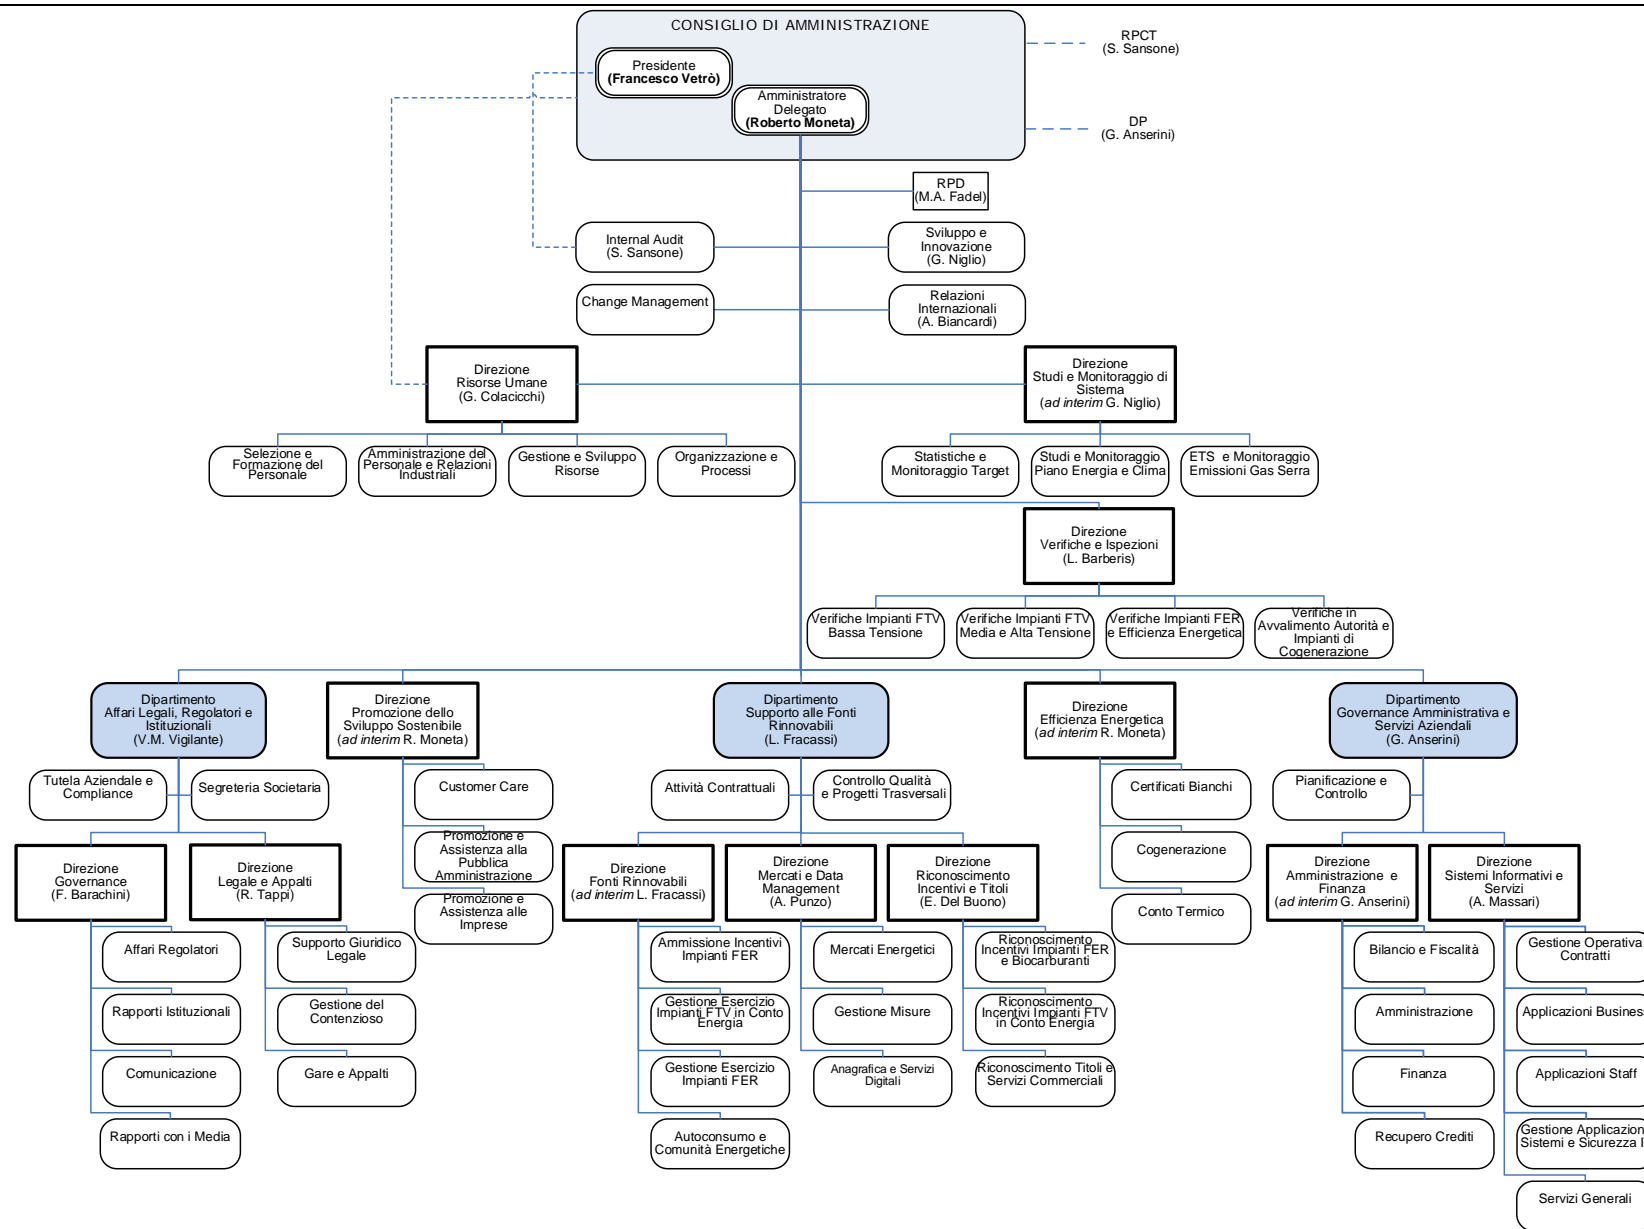 CONSIGLIO DI AMMINISTRAZIONE
Presidente
(Francesco Vetrò)
Amministratore
Delegato
(Roberto Moneta)
RPCT
(S. Sansone)
DP
(G. Anserini)
RPD
(M.A. Fadel)
Internal Audit
(S. Sansone)
Sviluppo e
Innovazione
(G. Niglio)
Change Management
Relazioni
Internazionali
(A. Biancardi)
Direzione
Risorse Umane
(G. Colacicchi)
Direzione
Studi e Monitoraggio di
Sistema
(ad interim G. Niglio)
Selezione e
Formazione del
Personale
Amministrazione del
Personale e Relazioni
Industriali
Gestione e Sviluppo
Risorse
Organizzazione e
Processi
Statistiche e
Monitoraggio Target
Studi e Monitoraggio
Piano Energia e Clima
ETS e Monitoraggio
Emissioni Gas Serra
Direzione
Verifiche e Ispezioni
(L. Barberis)
Verifiche Impianti FTV
Bassa Tensione
Verifiche Impianti FTV
Media e Alta Tensione
Verifiche Impianti FER
e Efficienza Energetica
Verifiche in
Avvalimento Autorità e
Impianti di
Cogenerazione
Dipartimento
Affari Legali, Regolatori e
Istituzionali
(V.M. Vigilante)
Direzione
Promozione dello
Sviluppo Sostenibile
(ad interim R. Moneta)
Dipartimento
Supporto alle Fonti
Rinnovabili
(L. Fracassi)
Direzione
Efficienza Energetica
(ad interim R. Moneta)
Dipartimento
Governance Amministrativa e
Servizi Aziendali
(G. Anserini)
Tutela Aziendale e
Compliance
Segreteria Societaria
Customer Care
Attività Contrattuali
Controllo Qualità
e Progetti Trasversali
Certificati Bianchi
Pianificazione e
Controllo
Promozione e
Assistenza alla
Pubblica
Amministrazione
Cogenerazione
Direzione
Governance
(F. Barachini)
Direzione
Legale e Appalti
(R. Tappi)
Direzione
Fonti Rinnovabili
(ad interim L. Fracassi)
Direzione
Mercati e Data
Management
(A. Punzo)
Direzione
Riconoscimento
Incentivi e Titoli
(E. Del Buono)
Direzione
Amministrazione e
Finanza
(ad interim G. Anserini)
Direzione
Sistemi Informativi e
Servizi
(A. Massari)
Promozione e
Assistenza alle
Imprese
Conto Termico
Affari Regolatori
Supporto Giuridico
Legale
Ammissione Incentivi
Impianti FER
Mercati Energetici
Riconoscimento
Incentivi Impianti FER
e Biocarburanti
Bilancio e Fiscalità
Gestione Operativa
Contratti
Rapporti Istituzionali
Gestione del
Contenzioso
Gestione Esercizio
Impianti FTV in Conto
Energia
Gestione Misure
Riconoscimento
Incentivi Impianti FTV
in Conto Energia
Amministrazione
Applicazioni Busines
Comunicazione
Gare e Appalti
Gestione Esercizio
Impianti FER
Anagrafica e Servizi
Digitali
Riconoscimento Titoli e
Servizi Commerciali
Finanza
Applicazioni Staff
Rapporti con i Media
Autoconsumo e
Comunità Energetiche
Recupero Crediti
Gestione Applicazion
Sistemi e Sicurezza I
Servizi Generali